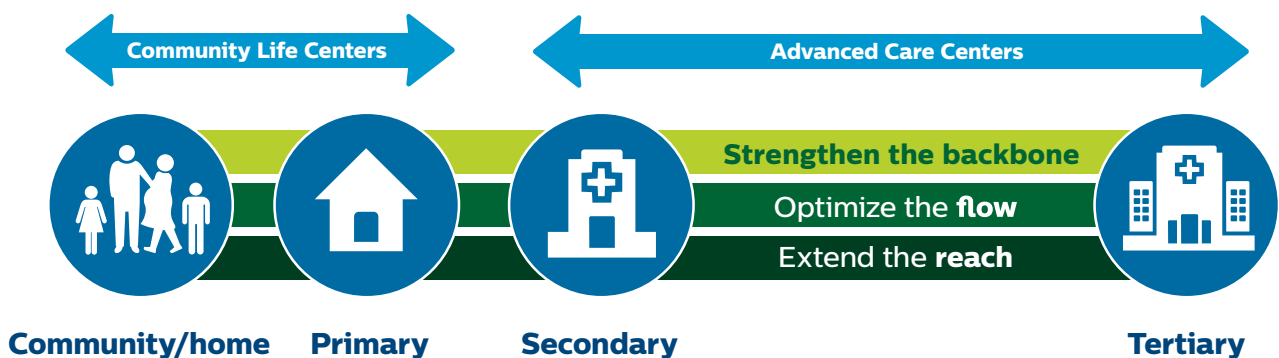 Community Life Centers
Advanced Care Centers
Strengthen the backbone
Optimize the flow
Extend the reach
Community/home
Primary
Secondary
Tertiary